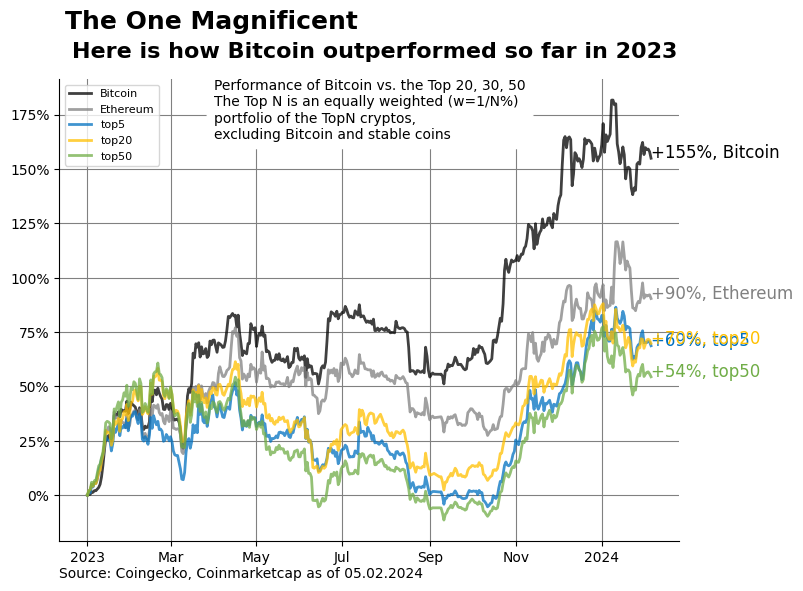 The One Magnificent
Here is how Bitcoin outperformed so far in 2023
Bitcoin
Ethereum
top5
top20
top50
Performance of Bitcoin vs. the Top 20, 30, 50
The Top N is an equally weighted (w=1/N%)
portfolio of the TopN cryptos,
excluding Bitcoin and stable coins
175%
150%
125%
100%
75%
50%
25%
0%
+155%, Bitcoin
+90%, Ethereum
+69%, top5
top20
+54%, top50
2023 Mar May Jul Sep Nov 2024
Source: Coingecko, Coinmarketcap as of 05.02.2024